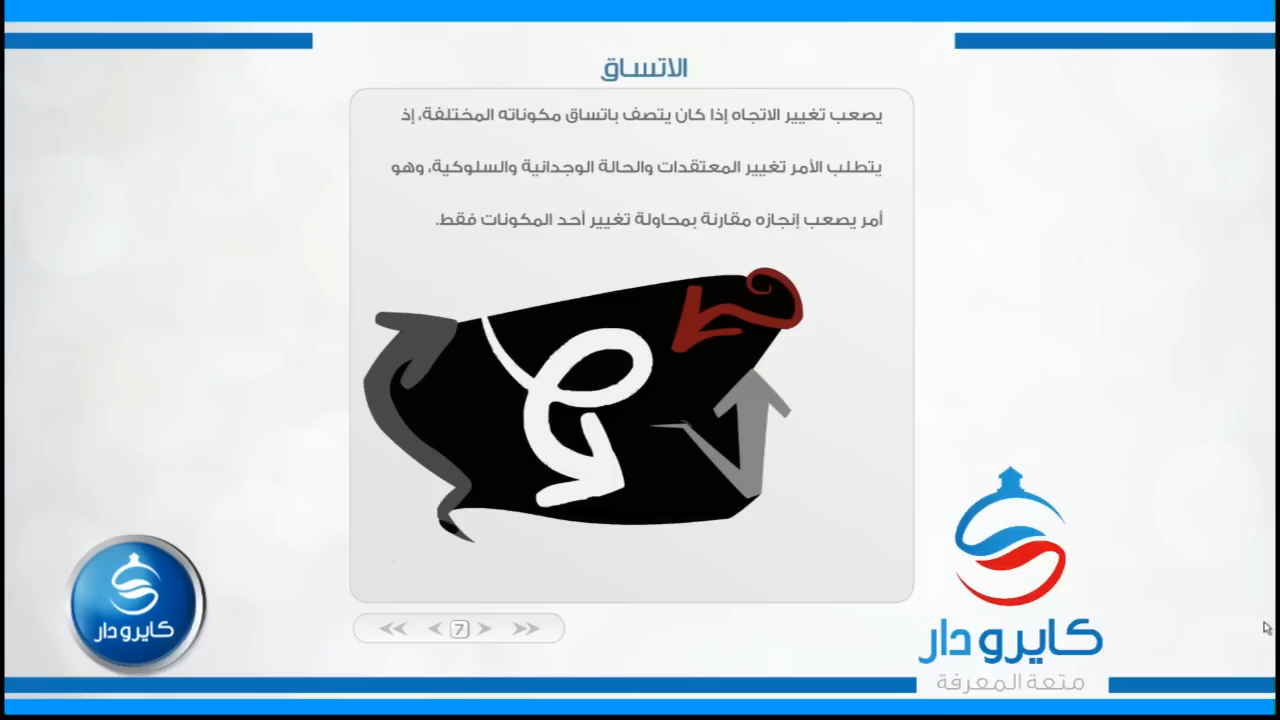 الاتساق
يصعب تغيير الاتجاه إذا كان يتصف باتساق مكوناته المختلفة، إذ
يتطلب الأمر تغيير المعتقدات والحالة الوجدانية والسلوكية، وهو
أمر يصعب إنجازه مقارنة بمحاولة تغيير أحد المكونات فقط.
7
كايرو دار
كايرو دار
متعة المعرفة